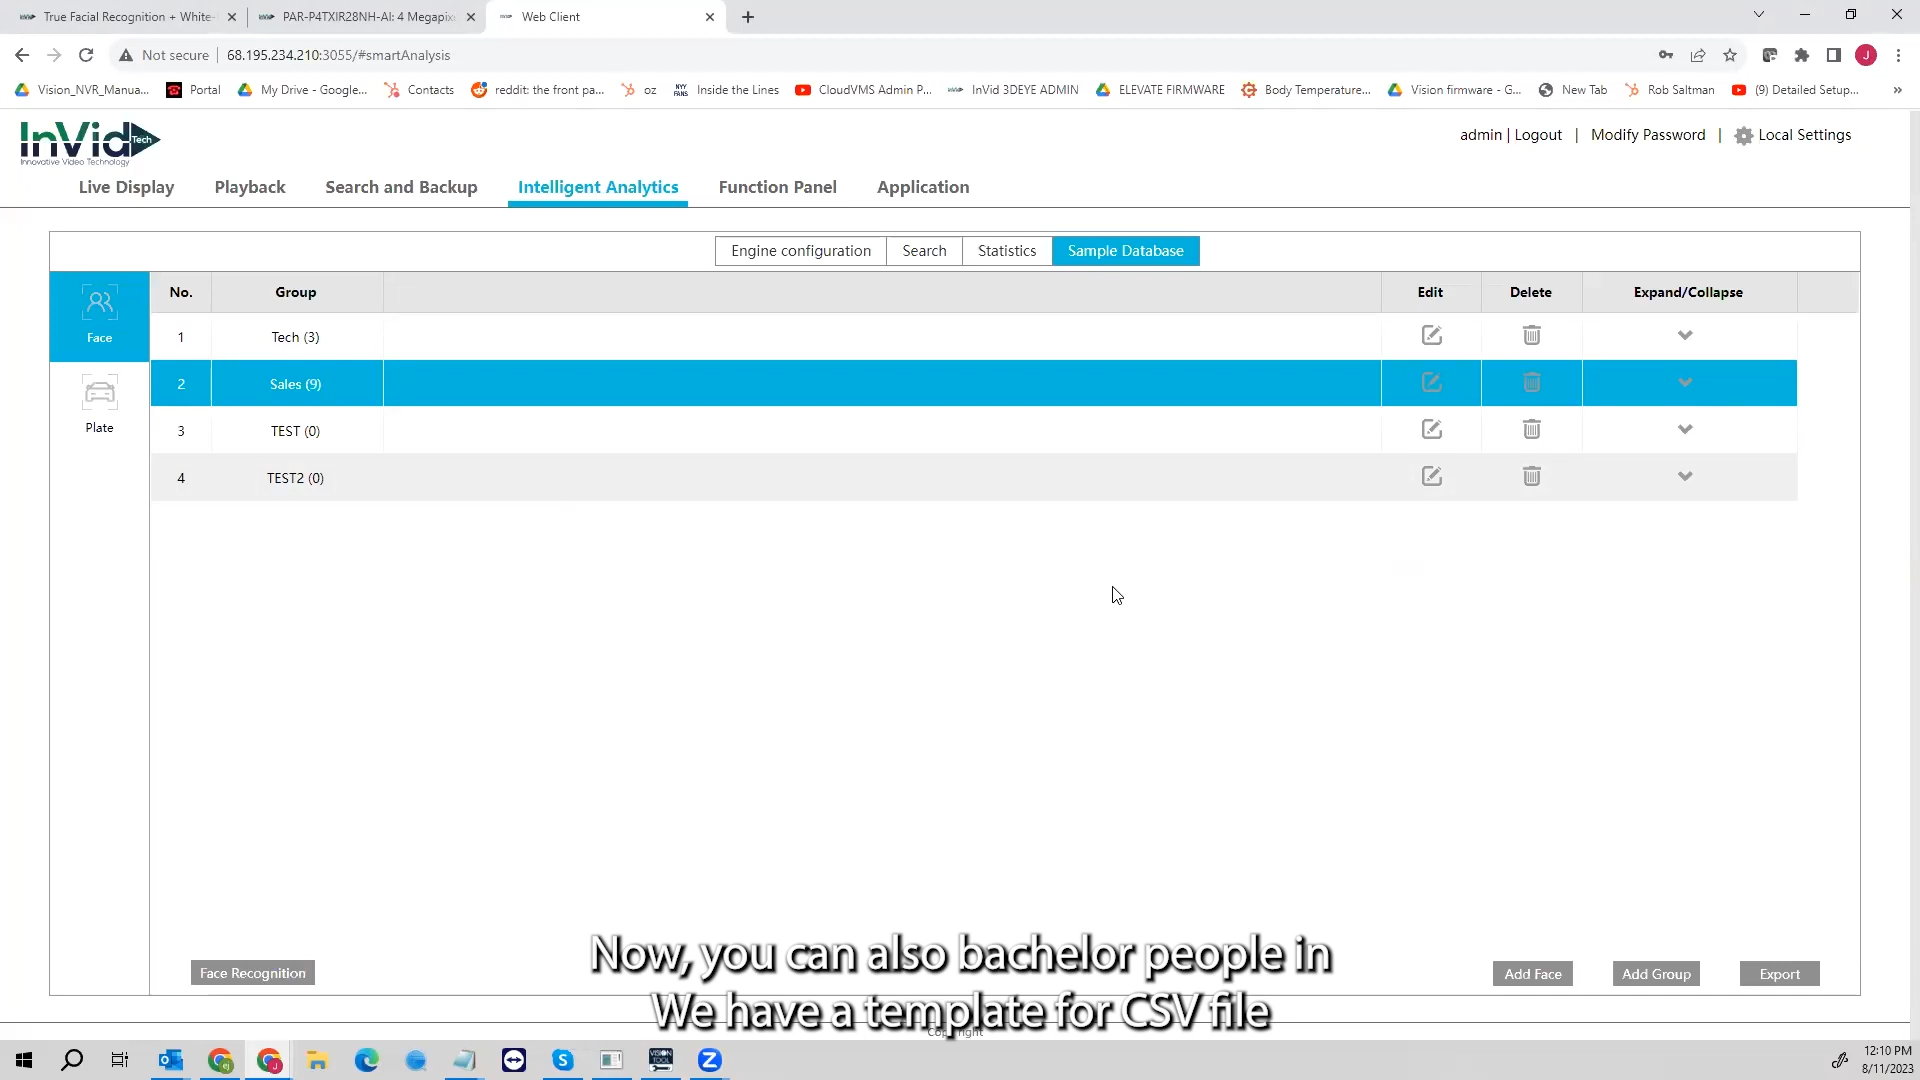 True Facial Recognition + White-
PAR-P4TXIR28NH-AI: 4 Megapix
Web Client
Not secure
68.195.234.210:3055/#smartAnalysis
J
Vision_NVR_Manua...
Portal
My Drive - Google...
Contacts
reddit: the front pa...
oz
NYY FANS
Inside the Lines
CloudVMS Admin P...
InVid 3DEYE ADMIN
ELEVATE FIRMWARE
Body Temperature...
Vision firmware - G...
New Tab
Rob Saltman
(9) Detailed Setup...
»
InVid Tech
Innovative Video Technology
admin | Logout | Modify Password | Local Settings
Live Display
Playback
Search and Backup
Intelligent Analytics
Function Panel
Application
Engine configuration
Search
Statistics
Sample Database
Face
Plate
No. Group Edit Delete Expand/Collapse
1 Tech (3)
2 Sales (9)
3 TEST (0)
4 TEST2 (0)
Face Recognition
Add Face
Add Group
Export
Now, you can also bachelor people in
We have a template for CSV file
VISION TOOL
12:10 PM
8/11/2023